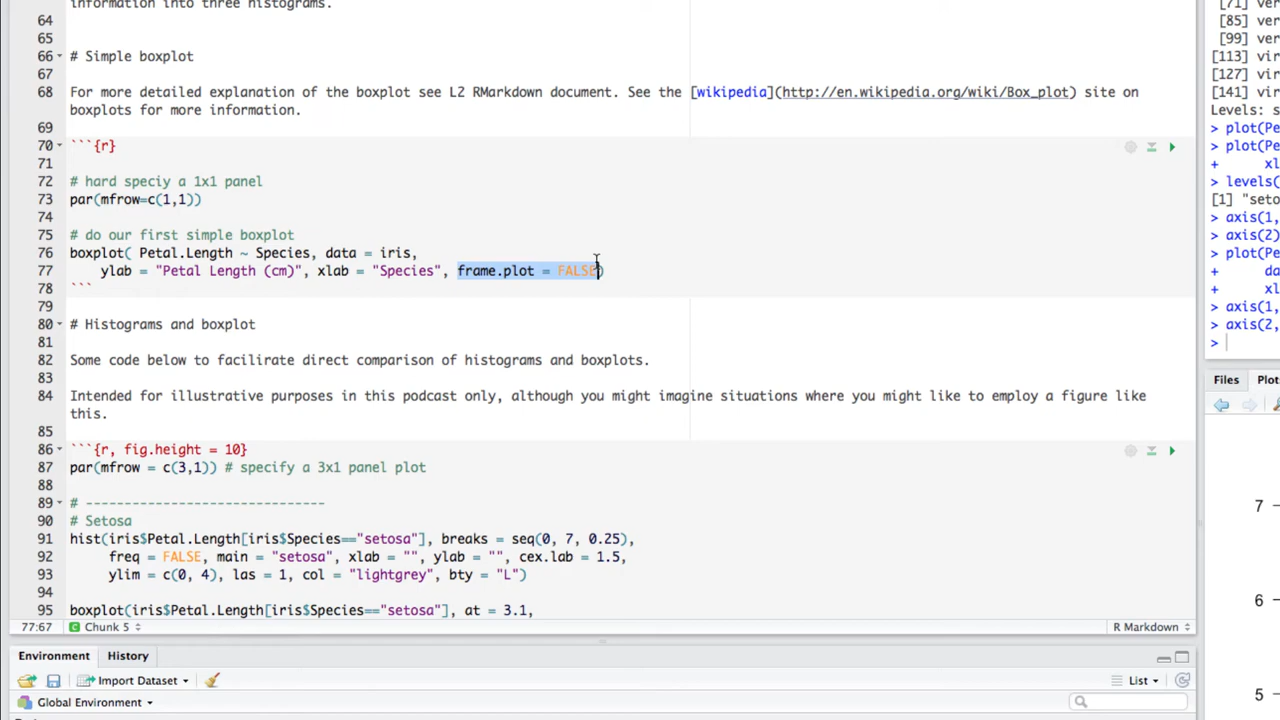 information into three histograms.
64
65
66 # Simple boxplot
67
68 For more detailed explanation of the boxplot see L2 RMarkdown document. See the [wikipedia](http://en.wikipedia.org/wiki/Box_plot) site on
boxplots for more information.
69
70 ```{r}
71
72 # hard speciy a 1x1 panel
73 par(mfrow=c(1,1))
74
75 # do our first simple boxplot
76 boxplot( Petal.Length ~ Species, data = iris,
77 ylab = "Petal Length (cm)", xlab = "Species", frame.plot = FALSE)
78 ```
79
80 # Histograms and boxplot
81
82 Some code below to facilirate direct comparison of histograms and boxplots.
83
84 Intended for illustrative purposes in this podcast only, although you might imagine situations where you might like to employ a figure like
this.
85
86 ```{r, fig.height = 10}
87 par(mfrow = c(3,1)) # specify a 3x1 panel plot
88
89 # -------------------------------
90 # Setosa
91 hist(iris$Petal.Length[iris$Species=="setosa"], breaks = seq(0, 7, 0.25),
92 freq = FALSE, main = "setosa", xlab = "", ylab = "", cex.lab = 1.5,
93 ylim = c(0, 4), las = 1, col = "lightgrey", bty = "L")
94
95 boxplot(iris$Petal.Length[iris$Species=="setosa"], at = 3.1,
77:67 Chunk 5 R Markdown
Environment History
Import Dataset List
Global Environment
[71] ver
[85] ver
[99] ver
[113] vir
[127] vir
[141] vir
Levels: s
> plot(Pe
> plot(Pe
+ xl
> levels(
[1] "seto
> axis(1,
> axis(2)
> plot(Pe
+ da
+ xl
> axis(1,
> axis(2,
>
Files Plots
7
6
5